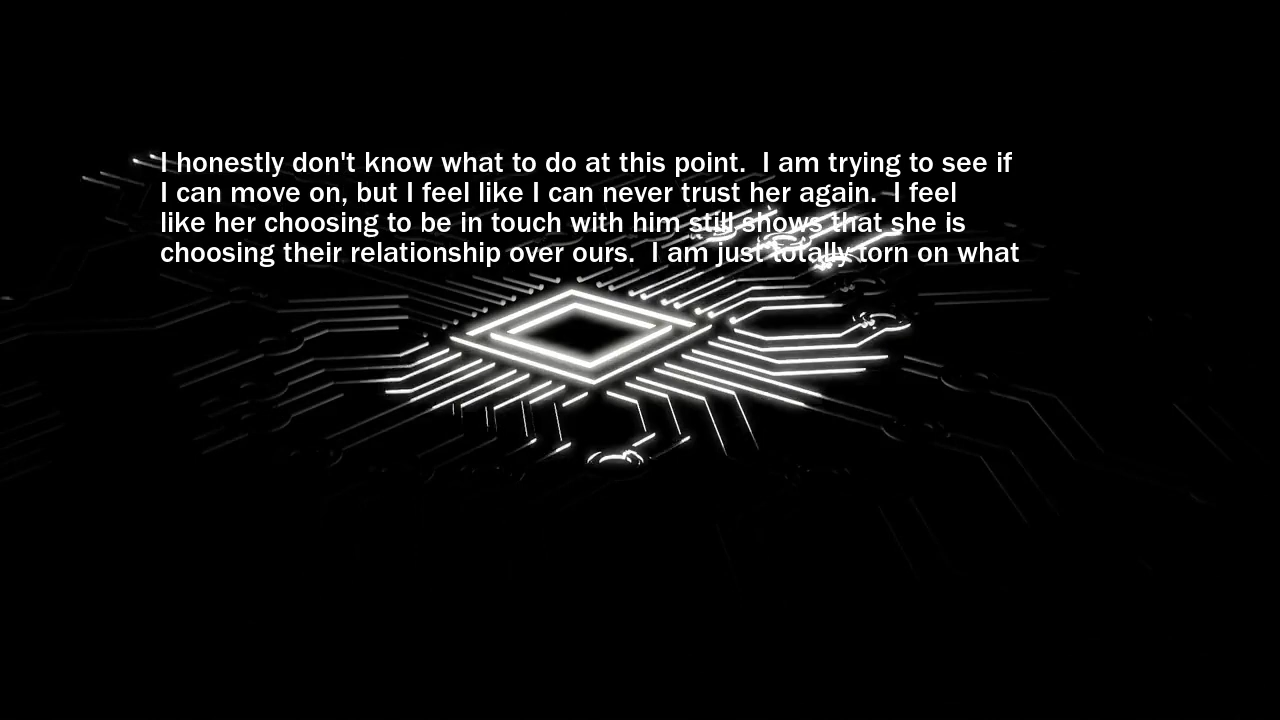 I honestly don't know what to do at this point.  I am trying to see if
I can move on, but I feel like I can never trust her again.  I feel
like her choosing to be in touch with him still shows that she is
choosing their relationship over ours.  I am just totally torn on what